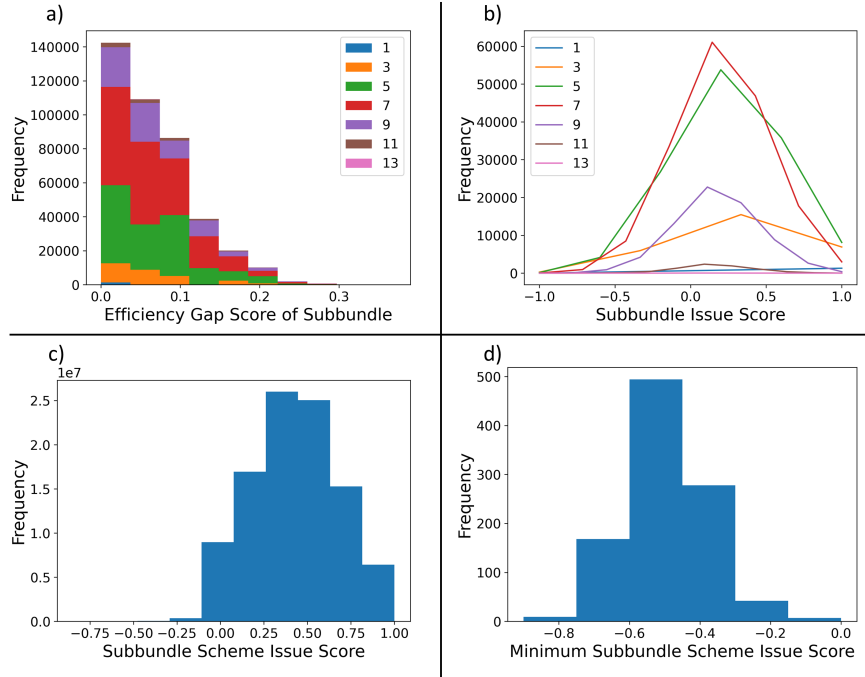 a)
140000
120000
100000
80000
60000
40000
20000
0
Frequency
0.0 0.1 0.2 0.3
Efficiency Gap Score of Subbundle
1
3
5
7
9
11
13
b)
60000
50000
40000
30000
20000
10000
0
Frequency
−1.0 −0.5 0.0 0.5 1.0
Subbundle Issue Score
1
3
5
7
9
11
13
c)
1e7
2.5
2.0
1.5
1.0
0.5
0.0
Frequency
−0.75 −0.50 −0.25 0.00 0.25 0.50 0.75 1.00
Subbundle Scheme Issue Score
d)
500
400
300
200
100
0
Frequency
−0.8 −0.6 −0.4 −0.2 0.0
Minimum Subbundle Scheme Issue Score